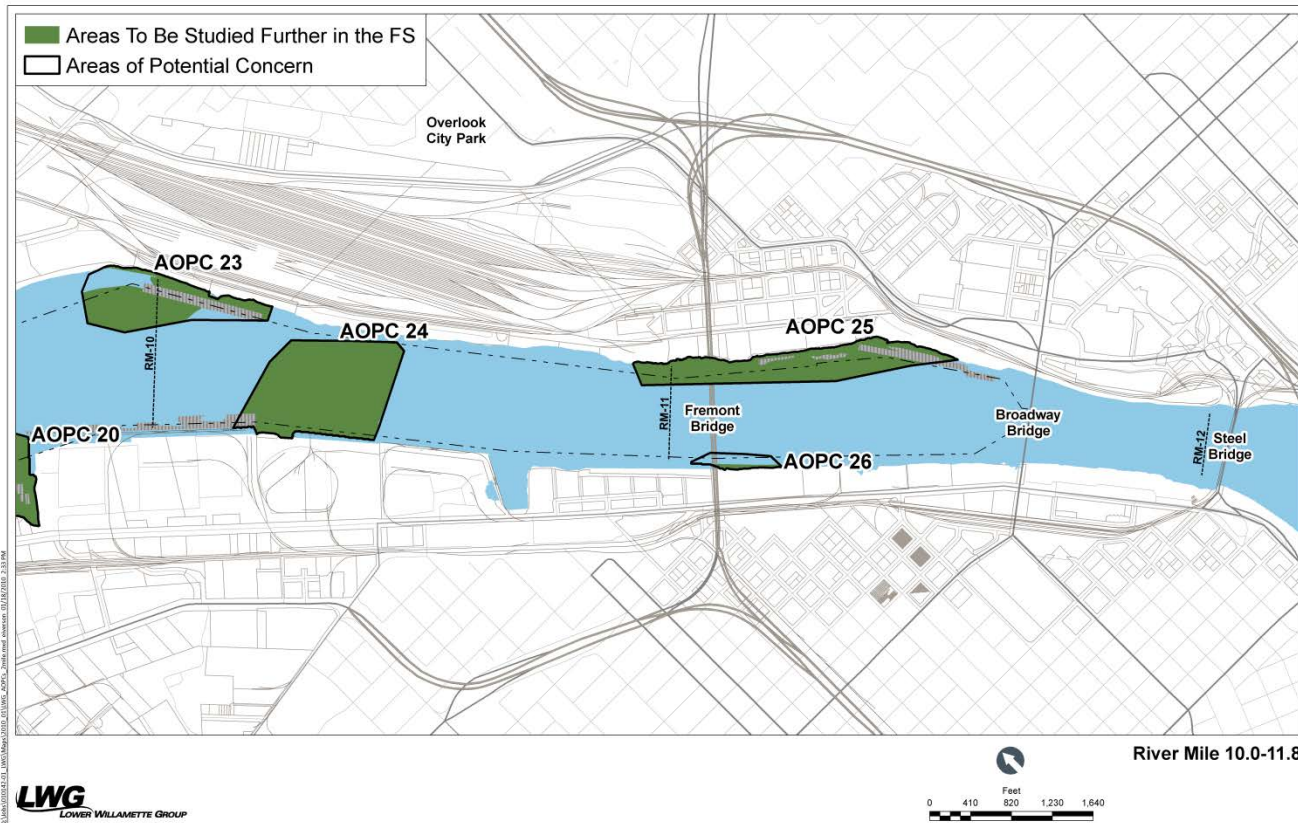 Areas To Be Studied Further in the FS
Areas of Potential Concern
Overlook
City Park
AOPC 23
AOPC 24
AOPC 25
RM-10
RM-11
Fremont
Bridge
Broadway
Bridge
RM-12
Steel
Bridge
AOPC 20
AOPC 26
River Mile 10.0-11.8
Feet
0 410 820 1,230 1,640
LWG
LOWER WILLAMETTE GROUP